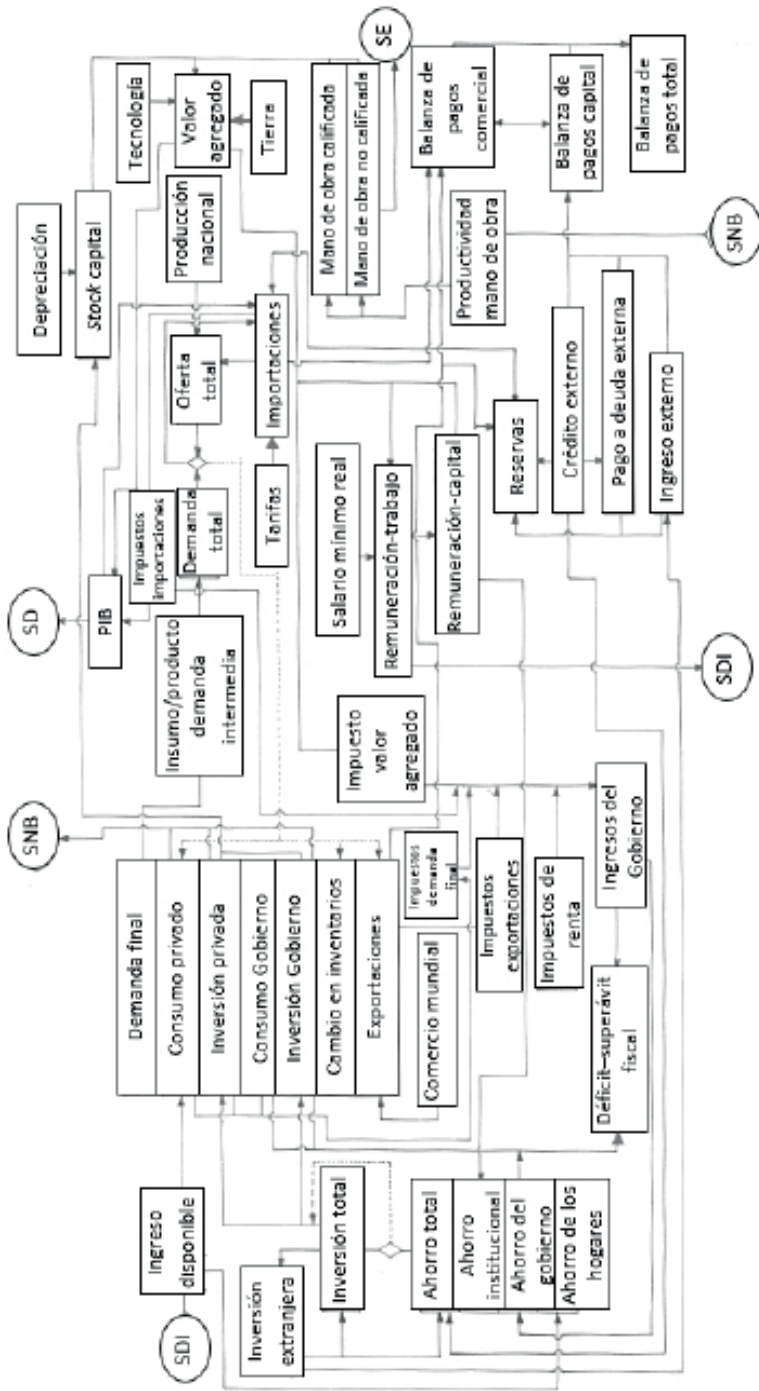 SDI
Ingreso
disponible
Inversión
extranjera
Inversión total
Ahorro total
Ahorro
institucional
Ahorro del
gobierno
Ahorro de los
hogares
Demanda final
Consumo privado
Inversión privada
Consumo Gobierno
Inversión Gobierno
Cambio en inventarios
Exportaciones
Comercio mundial
Déficit–superávit
fiscal
SNB
Impuestos
demanda
final
Impuestos
exportaciones
Impuestos de
renta
Ingresos del
Gobierno
Insumo/producto
demanda
intermedia
Impuesto
valor
agregado
SD
PIB
Impuestos
importaciones
Demanda
total
Tarifas
Salario mínimo real
Remuneración-trabajo
Remuneración-capital
SDI
Oferta
total
Importaciones
Reservas
Crédito externo
Pago a deuda externa
Ingreso externo
Depreciación
Stock capital
Producción
nacional
Mano de obra calificada
Mano de obra no calificada
Productividad
mano de obra
SNB
Tecnología
Valor
agregado
Tierra
SE
Balanza de
pagos
comercial
Balanza de
pagos capital
Balanza de
pagos total